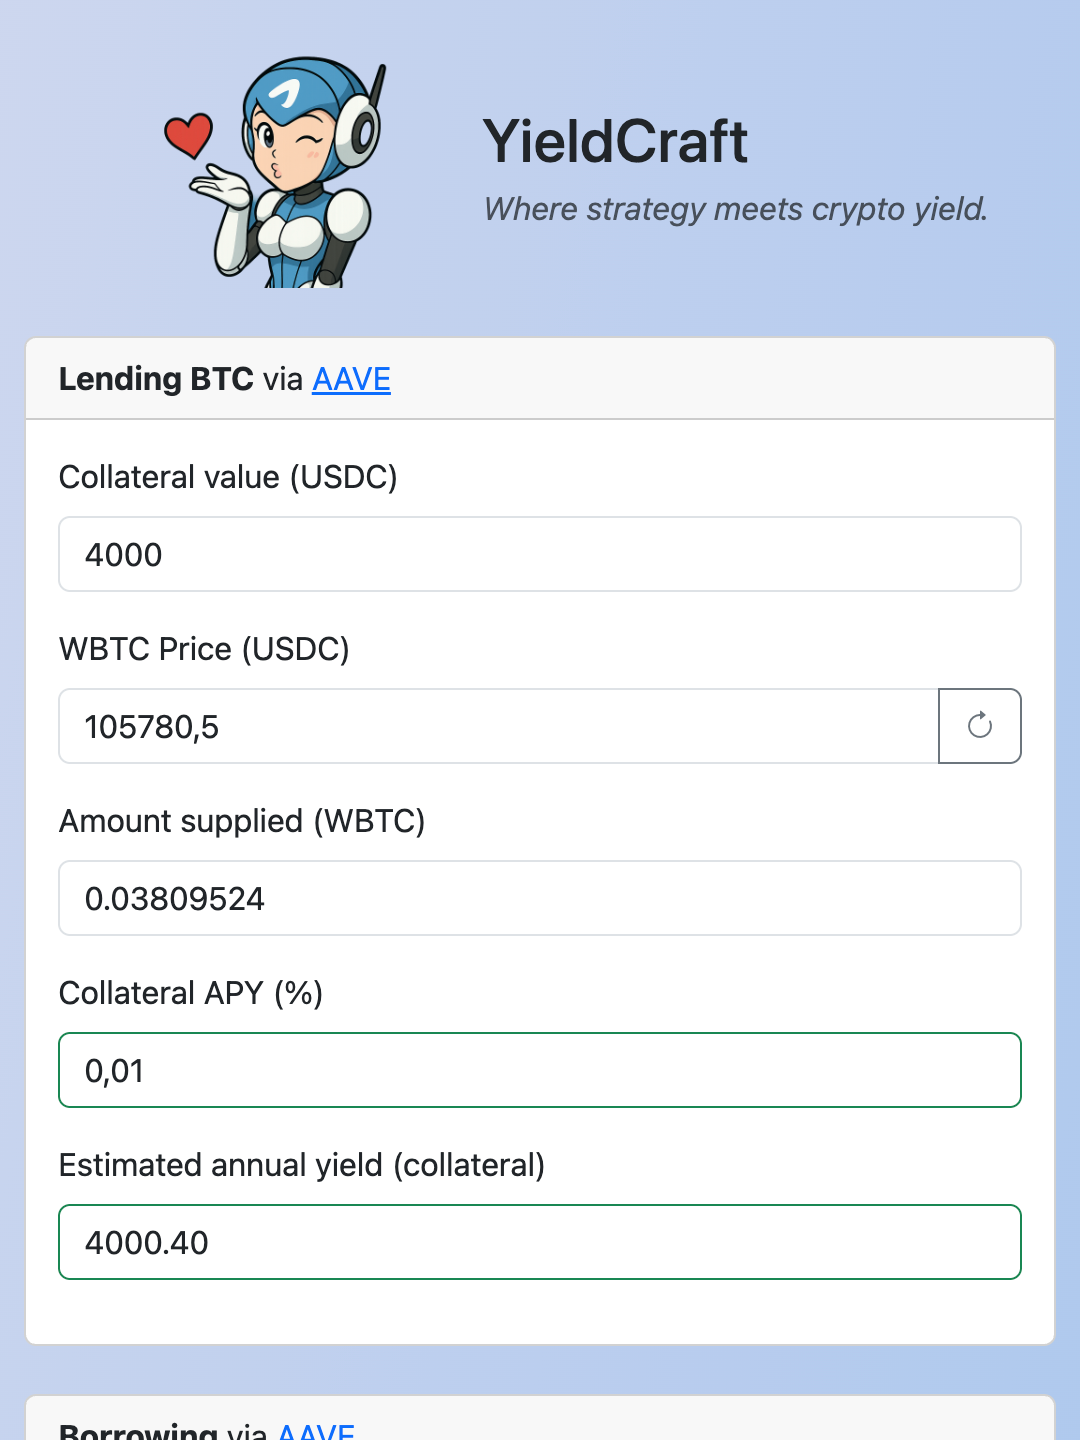 YieldCraft
Where strategy meets crypto yield.
Lending BTC via AAVE
Collateral value (USDC)
4000
WBTC Price (USDC)
105780,5
Amount supplied (WBTC)
0.03809524
Collateral APY (%)
0,01
Estimated annual yield (collateral)
4000.40
Borrowing via AAVE